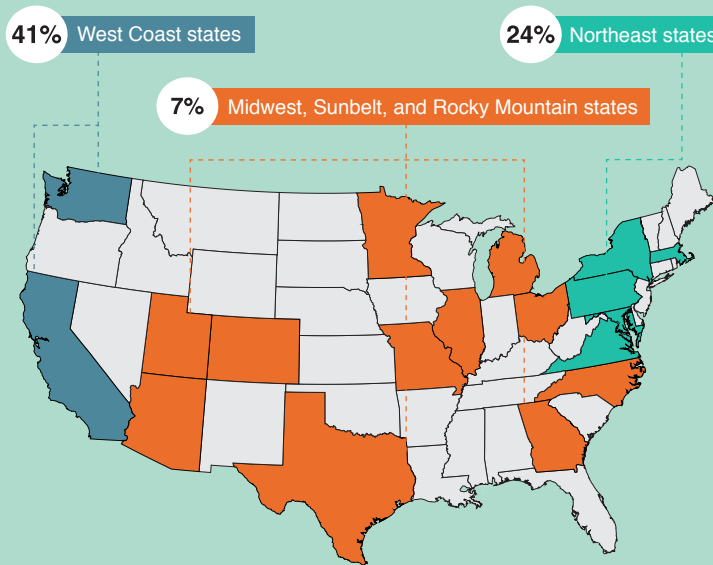 41% West Coast states
24% Northeast states
7% Midwest, Sunbelt, and Rocky Mountain states